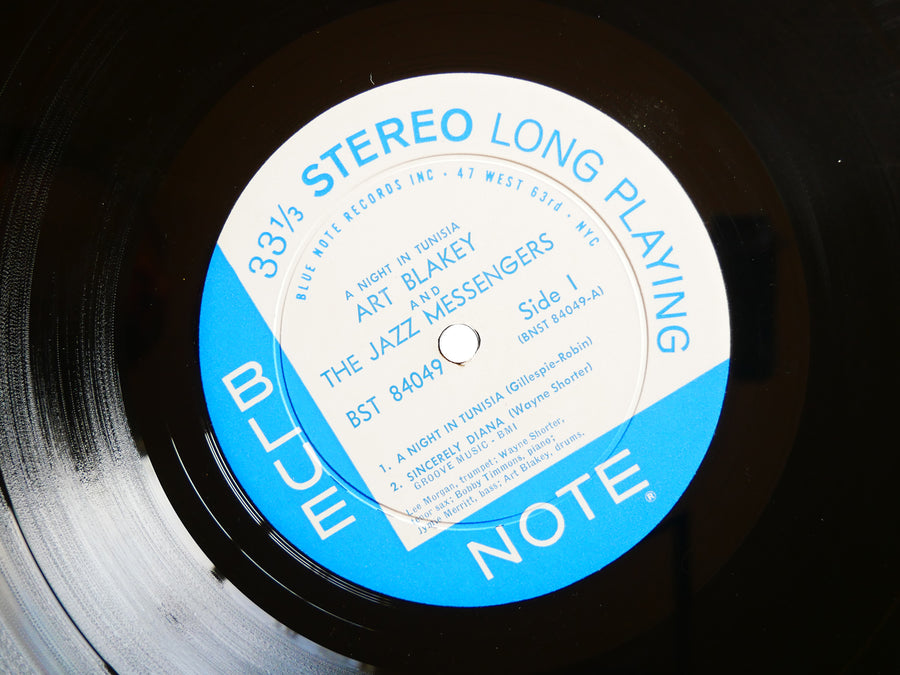 33 1/3 STEREO LONG PLAYING
BLUE NOTE RECORDS INC · 47 WEST 63rd · NYC
A NIGHT IN TUNISIA
ART BLAKEY
AND
THE JAZZ MESSENGERS
BST 84049
Side 1
(BNST 84049-A)
1. A NIGHT IN TUNISIA (Gillespie-Robin)
2. SINCERELY DIANA (Wayne Shorter)
GROOVE MUSIC - BMI
Lee Morgan, trumpet; Wayne Shorter,
tenor sax; Bobby Timmons, piano;
Jymie Merritt, bass; Art Blakey, drums.
BLUE NOTE®